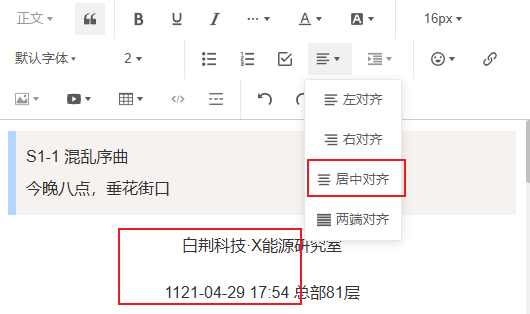 正文
B U I ... A A 16px
默认字体 2
左对齐
右对齐
居中对齐
两端对齐
S1-1 混乱序曲
今晚八点，垂花街口
白荆科技·X能源研究室
1121-04-29 17:54 总部81层